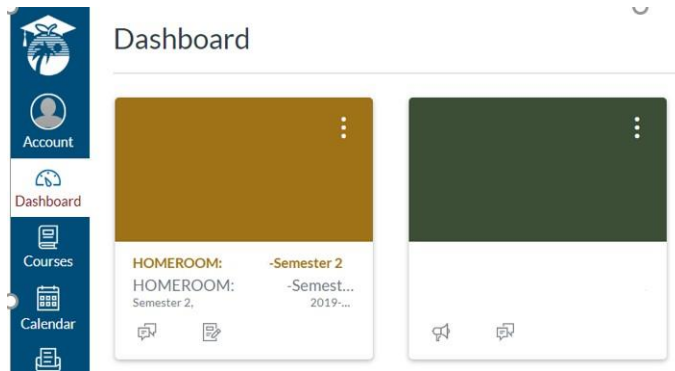 Dashboard
Account
Dashboard
Courses
Calendar
HOMEROOM: -Semester 2
HOMEROOM: -Semest...
Semester 2, 2019-...